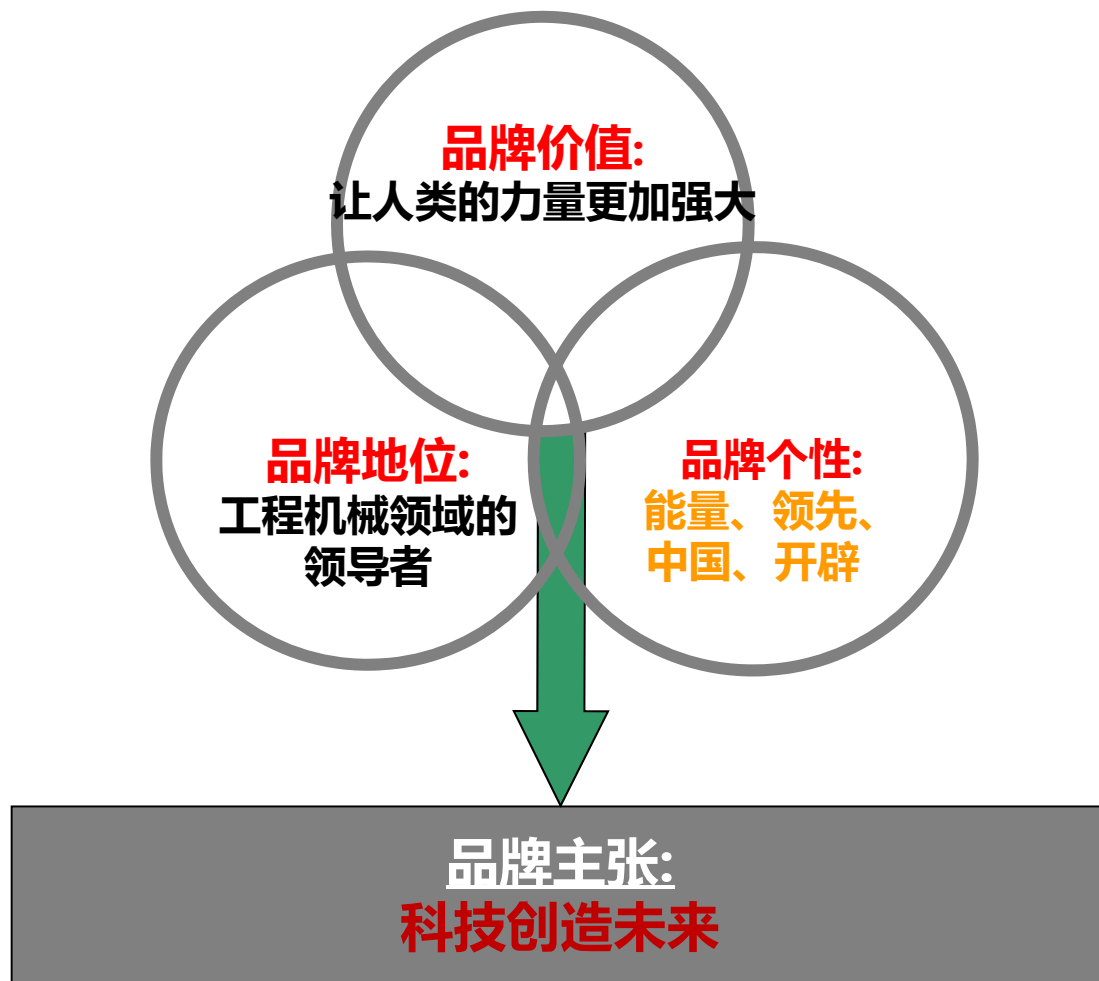 品牌价值:
让人类的力量更加强大
品牌地位:
工程机械领域的
领导者
品牌个性:
能量、领先、
中国、开辟
品牌主张:
科技创造未来